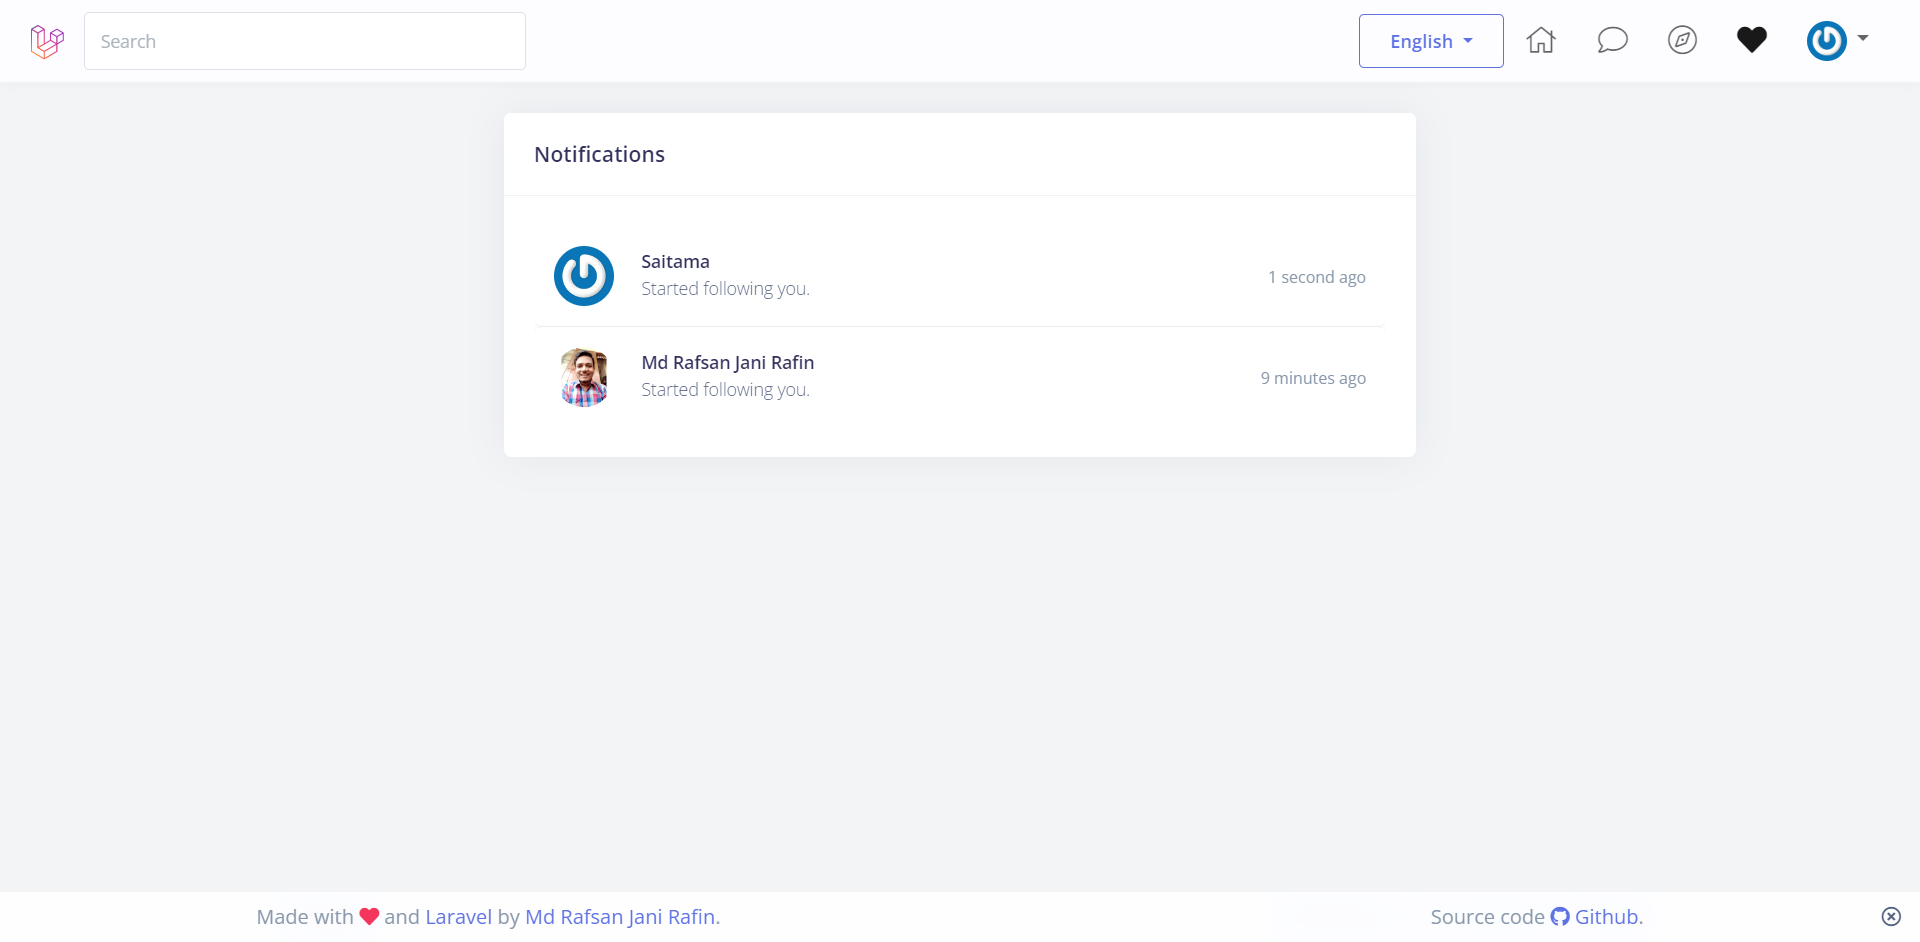 Search
English
Notifications
Saitama
Started following you.
1 second ago
Md Rafsan Jani Rafin
Started following you.
9 minutes ago
Made with and Laravel by Md Rafsan Jani Rafin.
Source code Github.